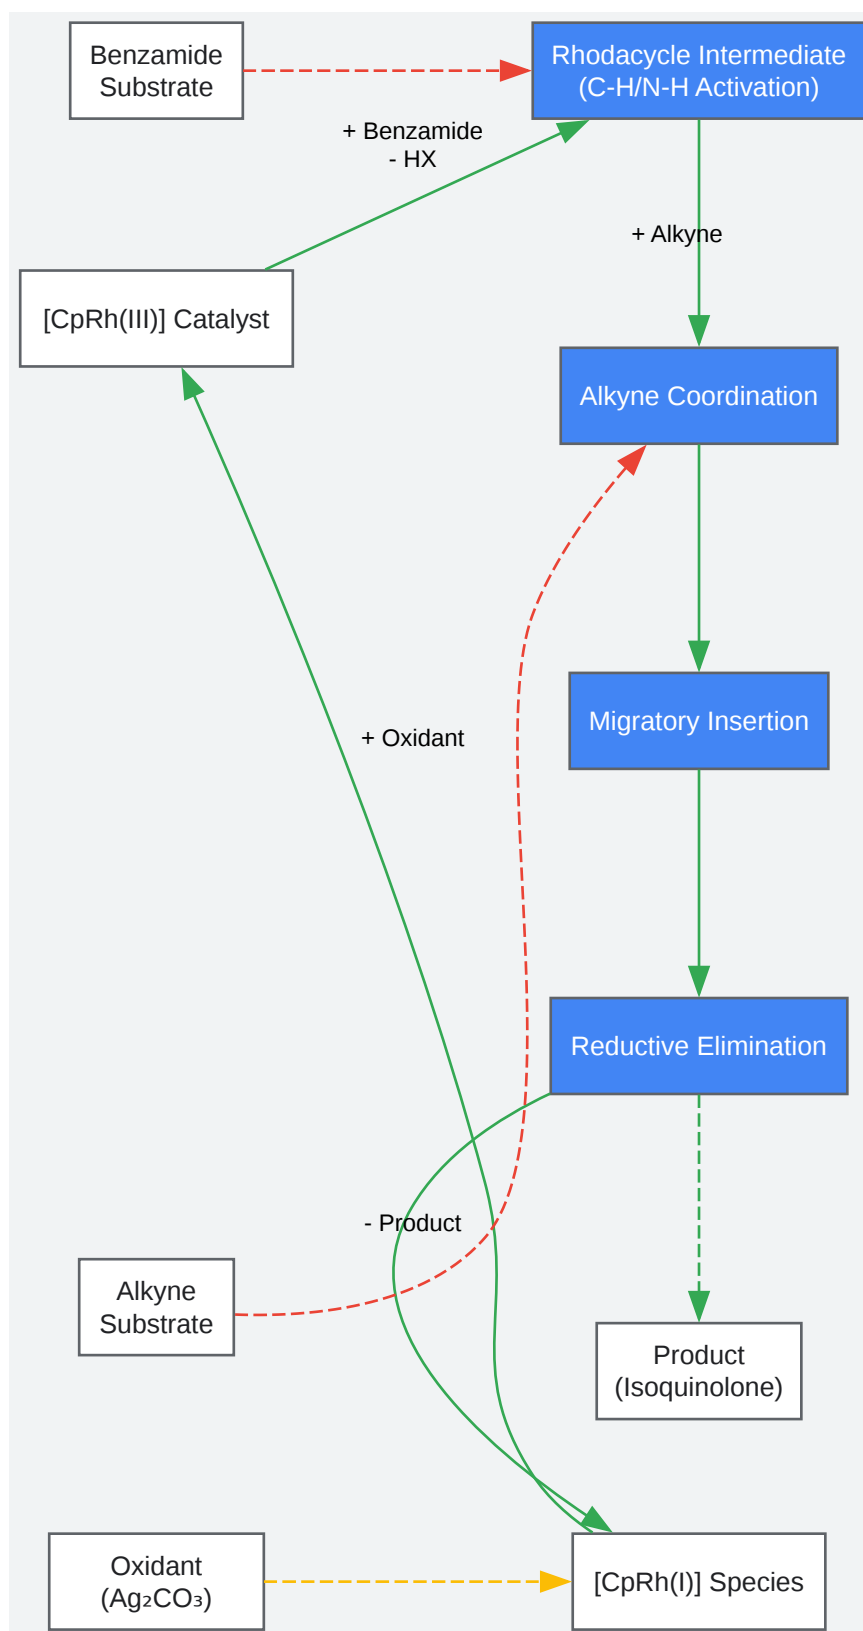 Benzamide
Substrate
Rhodacycle Intermediate
(C-H/N-H Activation)
+ Benzamide
- HX
+ Alkyne
[CpRh(III)] Catalyst
Alkyne Coordination
Migratory Insertion
+ Oxidant
Reductive Elimination
- Product
Alkyne
Substrate
Product
(Isoquinolone)
Oxidant
(Ag₂CO₃)
[CpRh(I)] Species